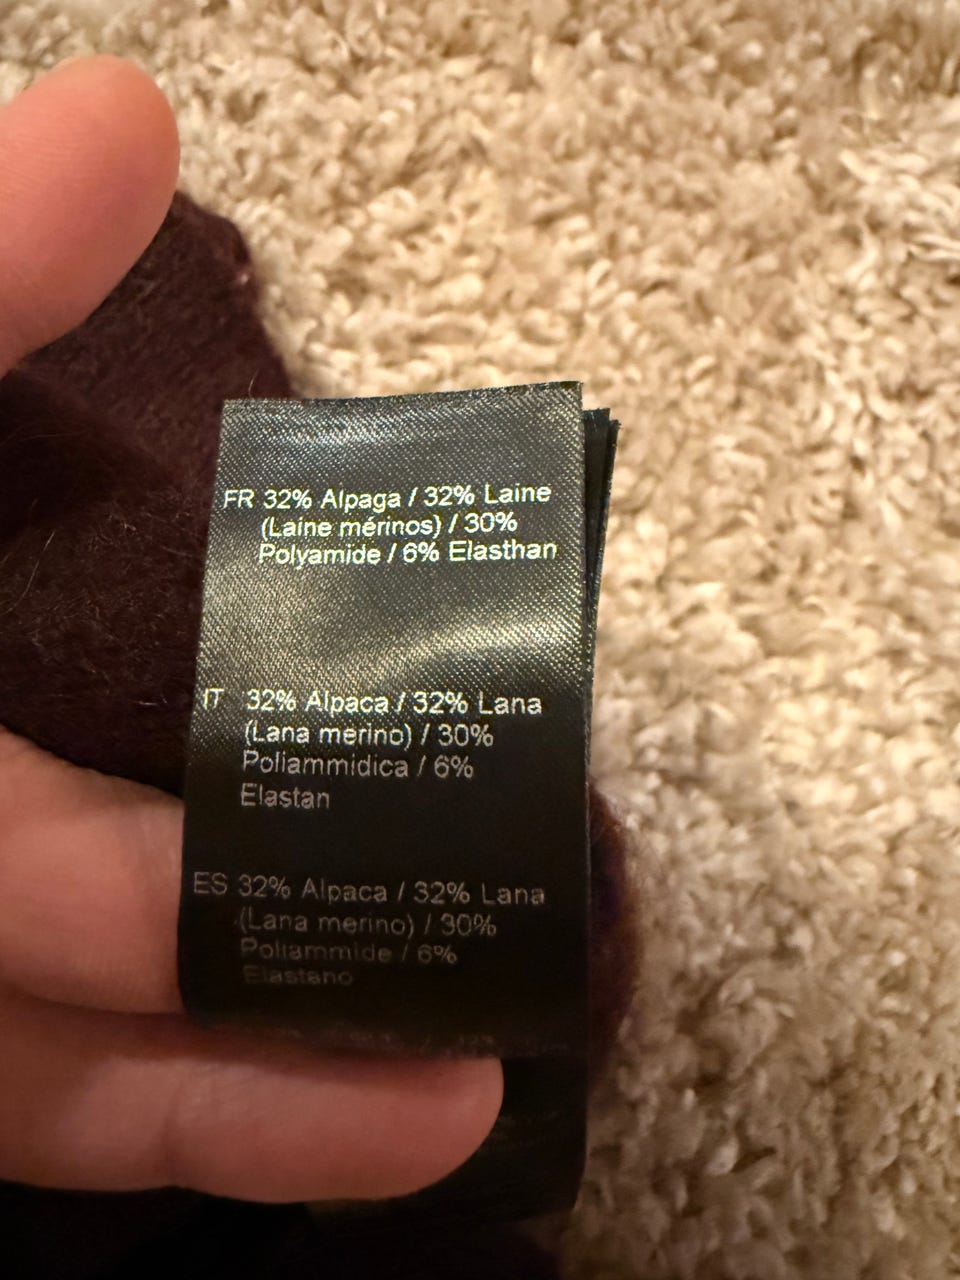 FR 32% Alpaga / 32% Laine
(Laine mérinos) / 30%
Polyamide / 6% Elasthan
IT 32% Alpaca / 32% Lana
(Lana merino) / 30%
Poliammidica / 6%
Elastan
ES 32% Alpaca / 32% Lana
(Lana merino) / 30%
Poliammide / 6%
Elastano